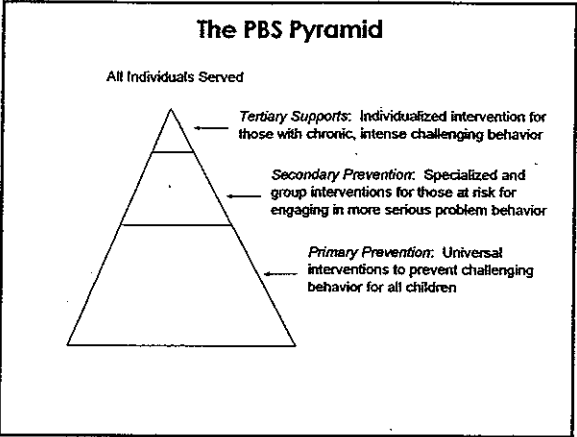 The PBS Pyramid
All Individuals Served
Tertiary Supports: Individualized intervention for
those with chronic, intense challenging behavior
Secondary Prevention: Specialized and
group interventions for those at risk for
engaging in more serious problem behavior
Primary Prevention: Universal
interventions to prevent challenging
behavior for all children